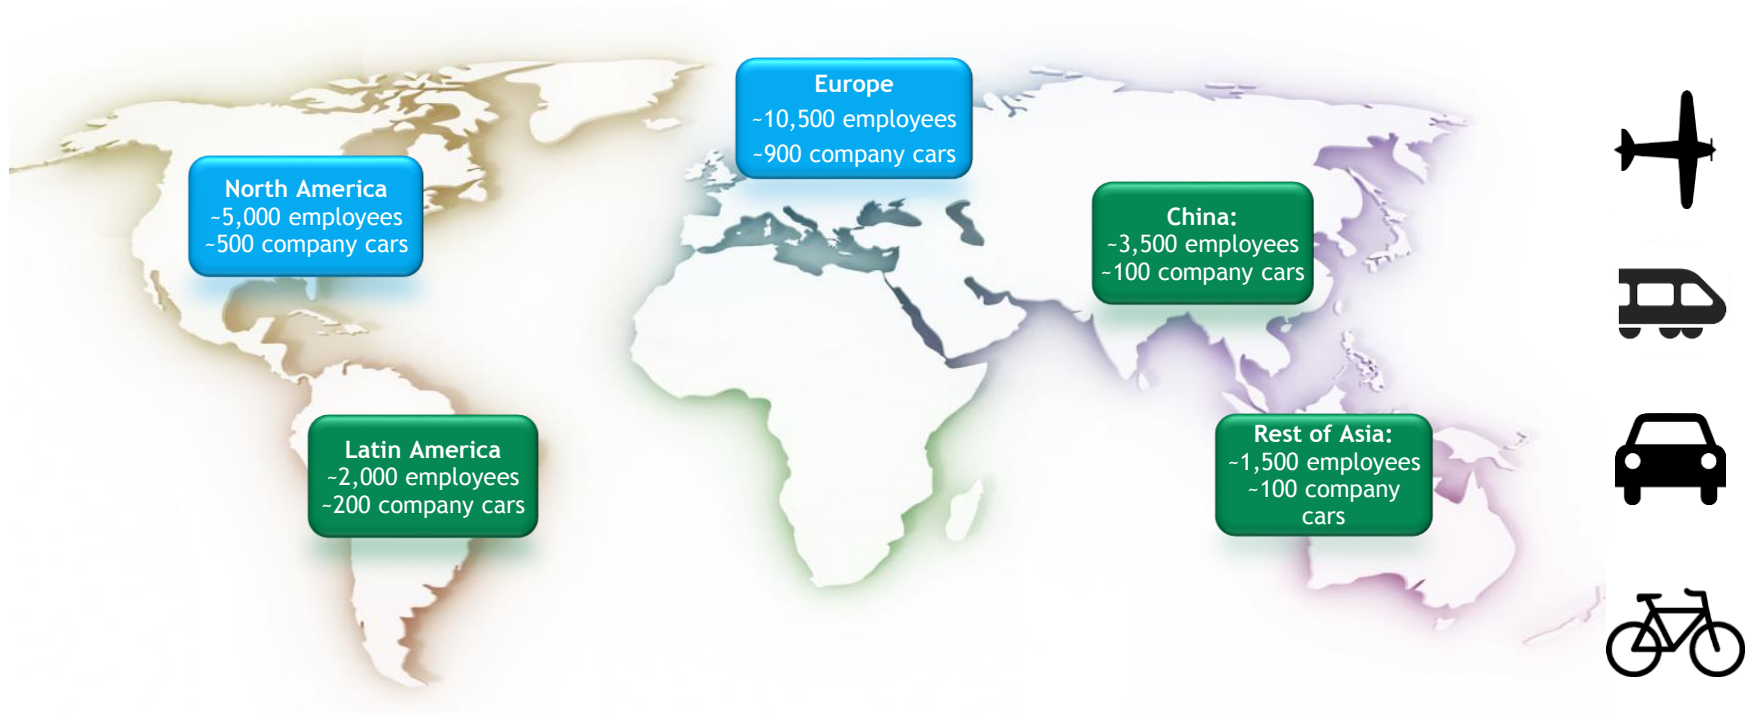 Europe
~10,500 employees
~900 company cars
North America
~5,000 employees
~500 company cars
China:
~3,500 employees
~100 company cars
Latin America
~2,000 employees
~200 company cars
Rest of Asia:
~1,500 employees
~100 company
cars